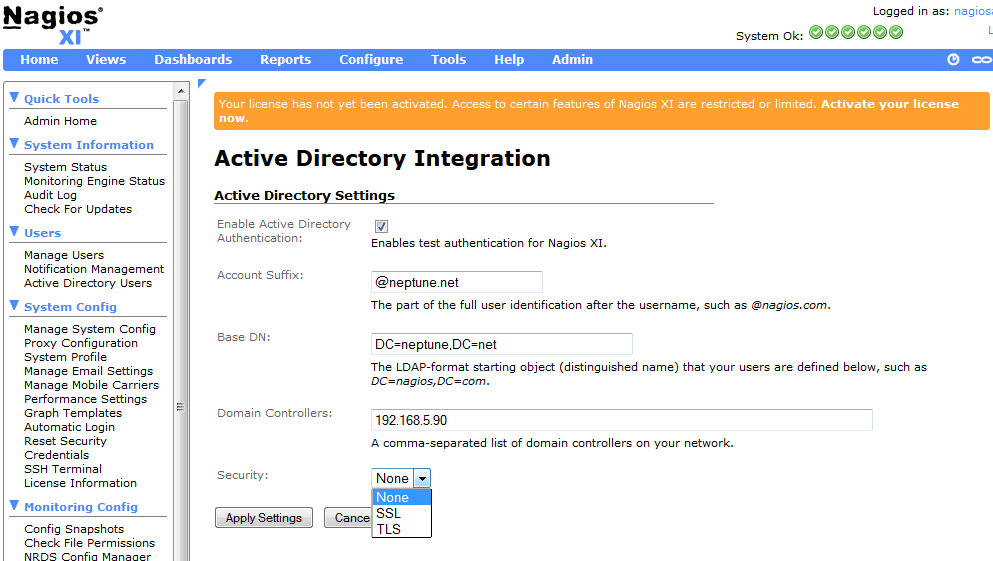 Nagios®
XI™
Logged in as: nagiosa
System Ok:
Home Views Dashboards Reports Configure Tools Help Admin
Quick Tools
Admin Home
System Information
System Status
Monitoring Engine Status
Audit Log
Check For Updates
Users
Manage Users
Notification Management
Active Directory Users
System Config
Manage System Config
Proxy Configuration
System Profile
Manage Email Settings
Manage Mobile Carriers
Performance Settings
Graph Templates
Automatic Login
Reset Security
Credentials
SSH Terminal
License Information
Monitoring Config
Config Snapshots
Check File Permissions
NRDS Config Manager
Your license has not yet been activated. Access to certain features of Nagios XI are restricted or limited. Activate your license
now.
Active Directory Integration
Active Directory Settings
Enable Active Directory
Authentication:
Enables test authentication for Nagios XI.
Account Suffix:
@neptune.net
The part of the full user identification after the username, such as @nagios.com.
Base DN:
DC=neptune,DC=net
The LDAP-format starting object (distinguished name) that your users are defined below, such as
DC=nagios,DC=com.
Domain Controllers:
192.168.5.90
A comma-separated list of domain controllers on your network.
Security:
None
None
SSL
TLS
Apply Settings Cance